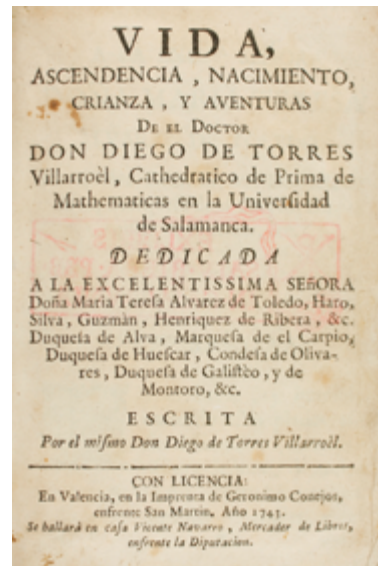 VIDA,
ASCENDENCIA, NACIMIENTO,
CRIANZA, Y AVENTURAS
DE EL DOCTOR
DON DIEGO DE TORRES
Villarroèl, Cathedratico de Prima de
Mathematicas en la Universidad
de Salamanca.
DEDICADA
A LA EXCELENTISSIMA SEÑORA
Doña Maria Teresa Alvarez de Toledo, Haro,
Silva, Guzmàn, Henriquez de Ribera, &c.
Duquesa de Alva, Marquesa de el Carpio,
Duquesa de Huescar, Condesa de Oliva-
res, Duquesa de Galistèo, y de
Montoro, &c.
ESCRITA
Por el mismo Don Diego de Torres Villarroèl.
CON LICENCIA:
En Valencia, en la Imprenta de Geronimo Conejos,
enfrente San Martin. Año 1743.
Se hallarà en casa Vicente Navarro, Mercader de Libros,
enfrente la Diputacion.